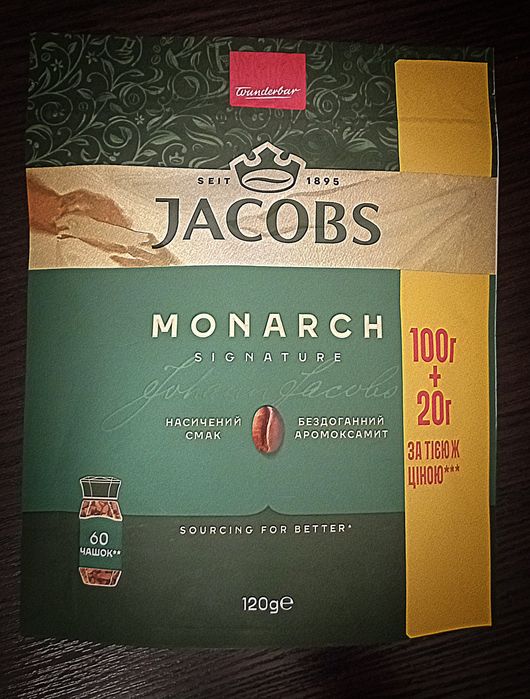 Wunderbar
SEIT 1895
JACOBS
MONARCH
SIGNATURE
Johann Jacobs
НАСИЧЕНИЙ
СМАК
БЕЗДОГАННИЙ
АРОМОКСАМИТ
100г
+
20г
ЗА ТІЄЮ Ж
ЦІНОЮ***
60
ЧАШОК**
SOURCING FOR BETTER*
120g℮